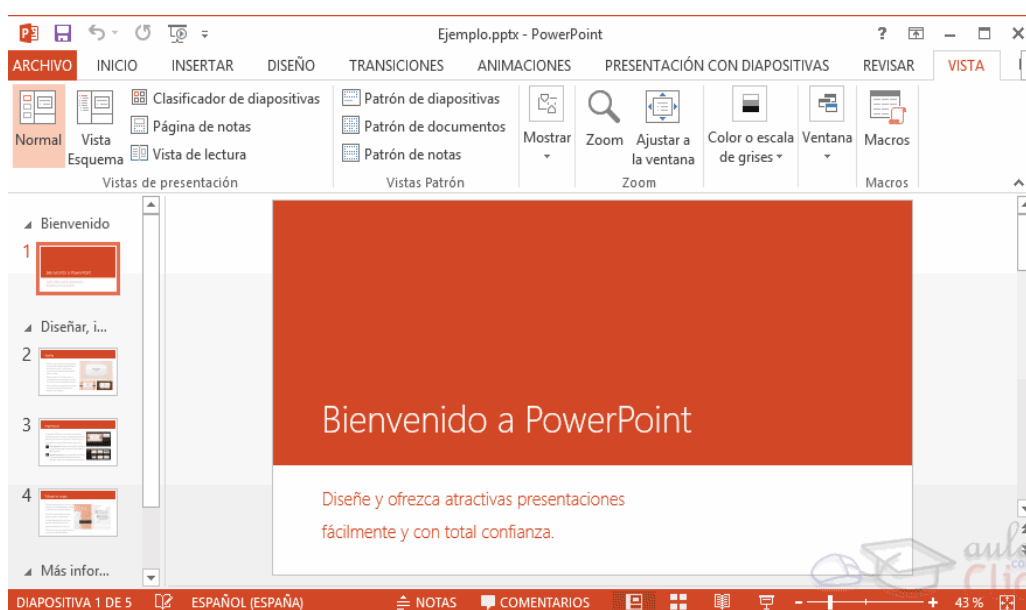 Ejemplo.pptx - PowerPoint
ARCHIVO INICIO INSERTAR DISEÑO TRANSICIONES ANIMACIONES PRESENTACIÓN CON DIAPOSITIVAS REVISAR VISTA
Normal
Vista
Esquema
Clasificador de diapositivas
Página de notas
Vista de lectura
Vistas de presentación
Patrón de diapositivas
Patrón de documentos
Patrón de notas
Vistas Patrón
Mostrar
Zoom
Ajustar a
la ventana
Zoom
Color o escala
de grises
Ventana
Macros
Macros
Bienvenido
1
Diseñar, i...
2
3
4
Más infor...
Bienvenido a PowerPoint
Diseñe y ofrezca atractivas presentaciones
fácilmente y con total confianza.
aula
Clic
DIAPOSITIVA 1 DE 5 ESPAÑOL (ESPAÑA) NOTAS COMENTARIOS 43 %